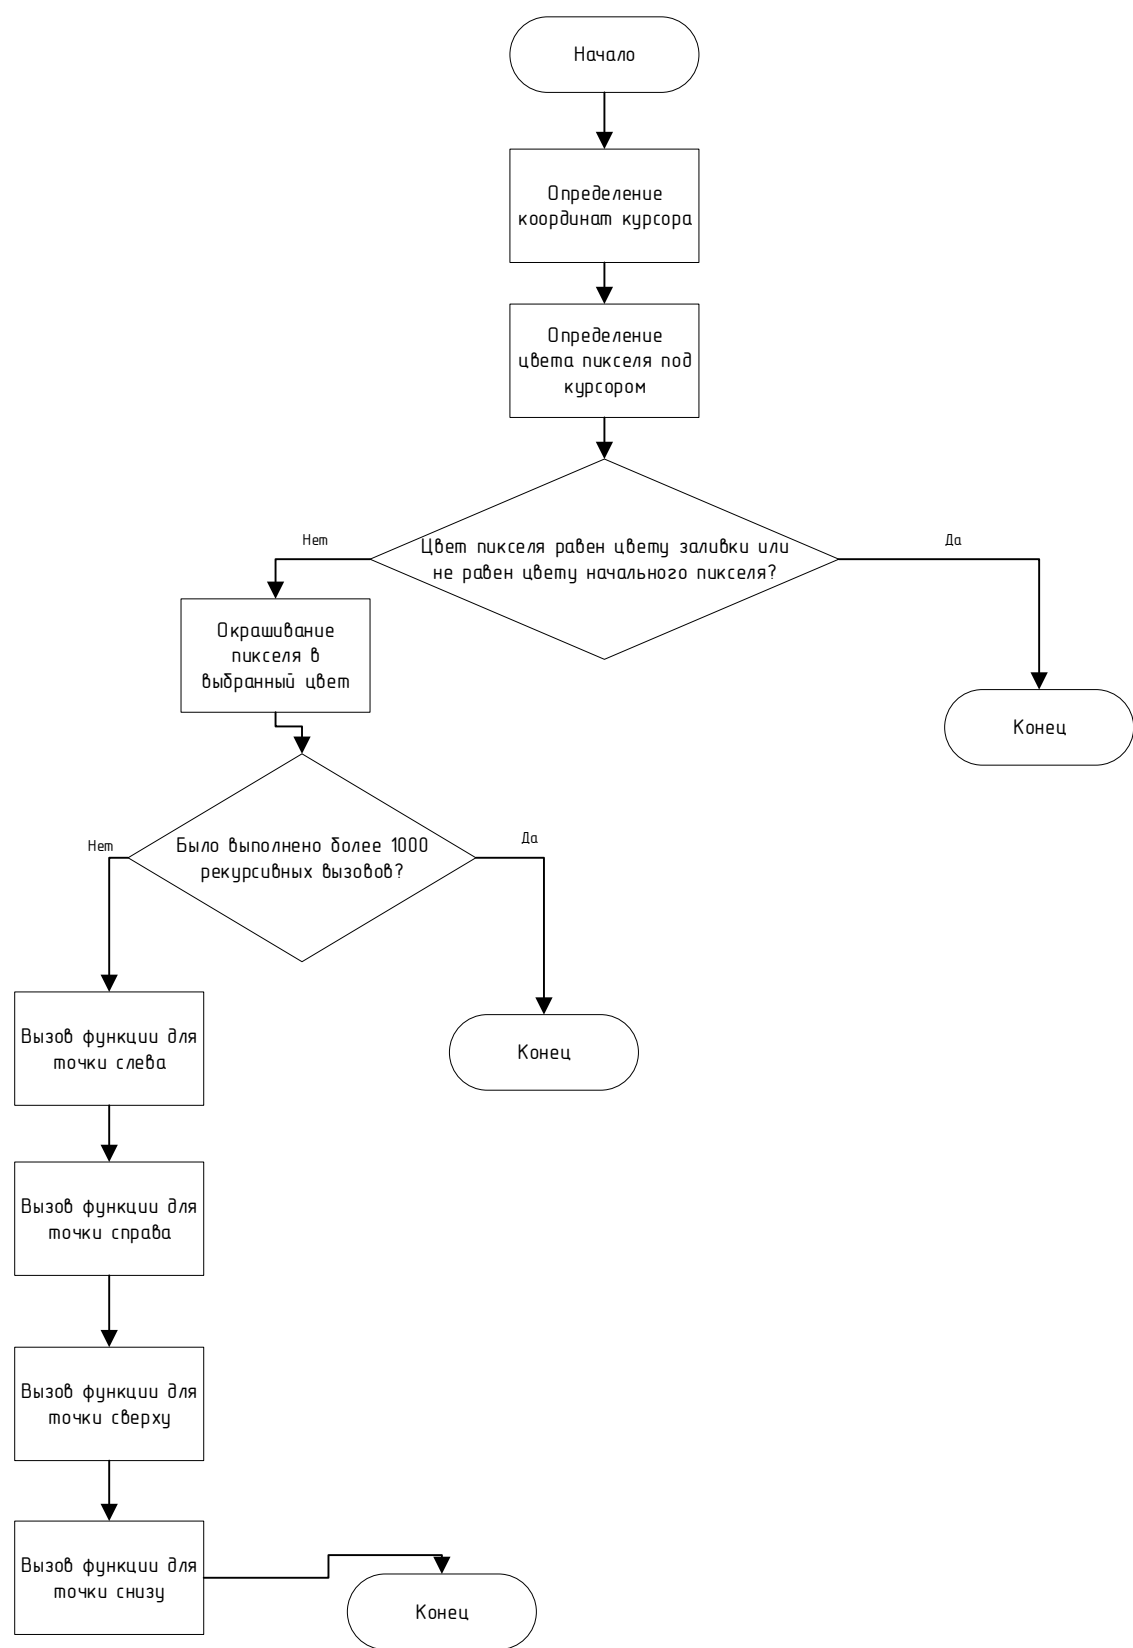 Начало
Определение
координат курсора
Определение
цвета пикселя под
курсором
Цвет пикселя равен цвету заливки или
не равен цвету начального пикселя?
Нет
Да
Окрашивание
пикселя в
выбранный цвет
Конец
Было выполнено более 1000
рекурсивных вызовов?
Нет
Да
Вызов функции для
точки слева
Конец
Вызов функции для
точки справа
Вызов функции для
точки сверху
Вызов функции для
точки снизу
Конец